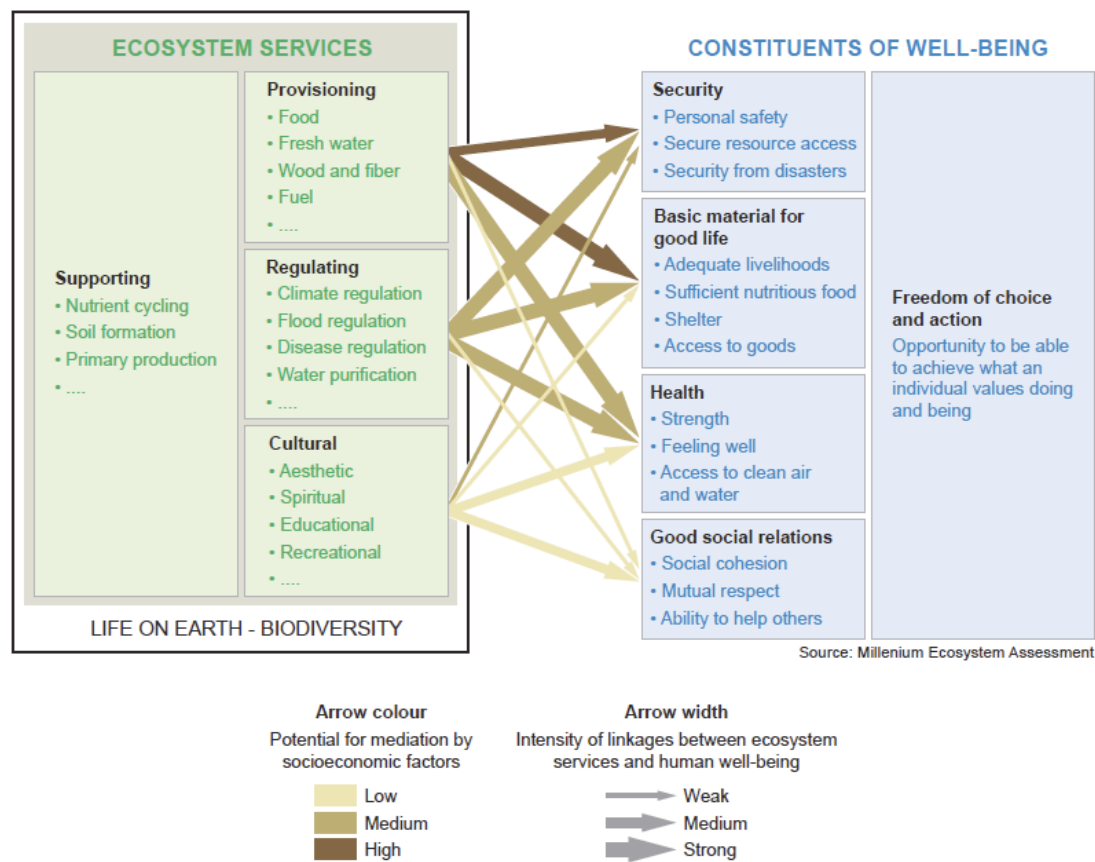 ECOSYSTEM SERVICES
Supporting
• Nutrient cycling
• Soil formation
• Primary production
• ....
Provisioning
• Food
• Fresh water
• Wood and fiber
• Fuel
• ....
Regulating
• Climate regulation
• Flood regulation
• Disease regulation
• Water purification
• ....
Cultural
• Aesthetic
• Spiritual
• Educational
• Recreational
• ....
LIFE ON EARTH - BIODIVERSITY
CONSTITUENTS OF WELL-BEING
Security
• Personal safety
• Secure resource access
• Security from disasters
Basic material for
good life
• Adequate livelihoods
• Sufficient nutritious food
• Shelter
• Access to goods
Health
• Strength
• Feeling well
• Access to clean air
and water
Good social relations
• Social cohesion
• Mutual respect
• Ability to help others
Freedom of choice
and action
Opportunity to be able
to achieve what an
individual values doing
and being
Source: Millenium Ecosystem Assessment
Arrow colour
Potential for mediation by
socioeconomic factors
Low
Medium
High
Arrow width
Intensity of linkages between ecosystem
services and human well-being
Weak
Medium
Strong